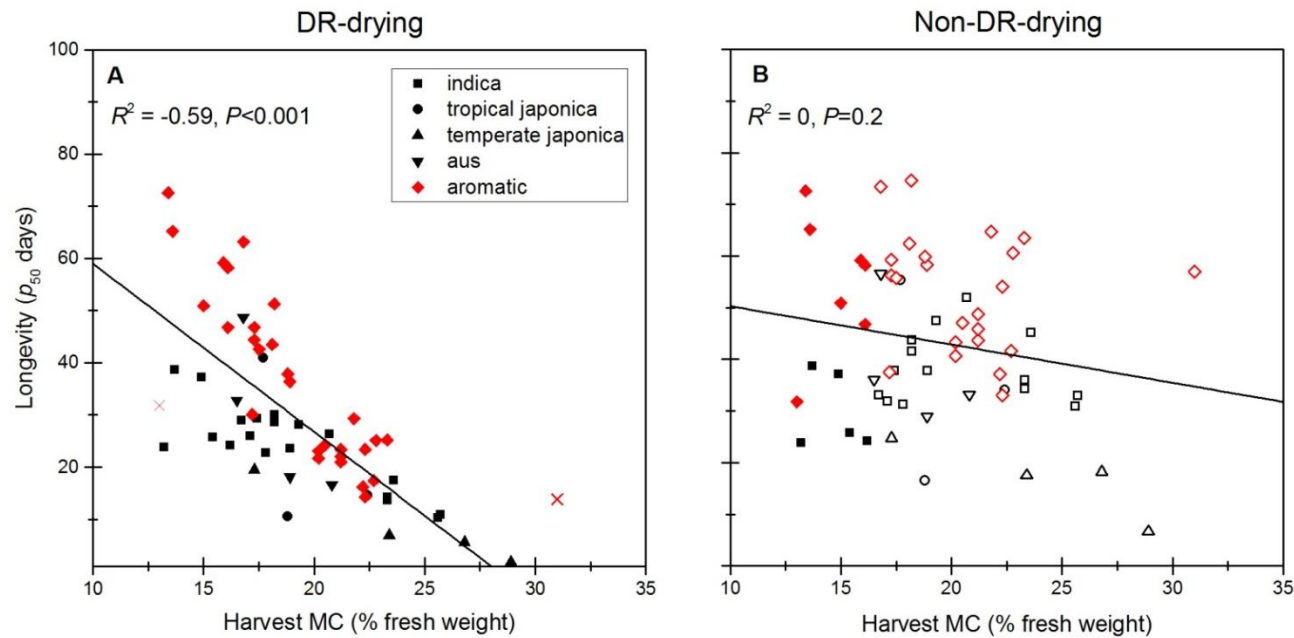 DR-drying
Non-DR-drying
100
80
60
40
20
A
R² = -0.59, P<0.001
indica
tropical japonica
temperate japonica
aus
aromatic
B
R² = 0, P=0.2
Longevity (p₅₀ days)
10 15 20 25 30 35
10 15 20 25 30 35
Harvest MC (% fresh weight)
Harvest MC (% fresh weight)